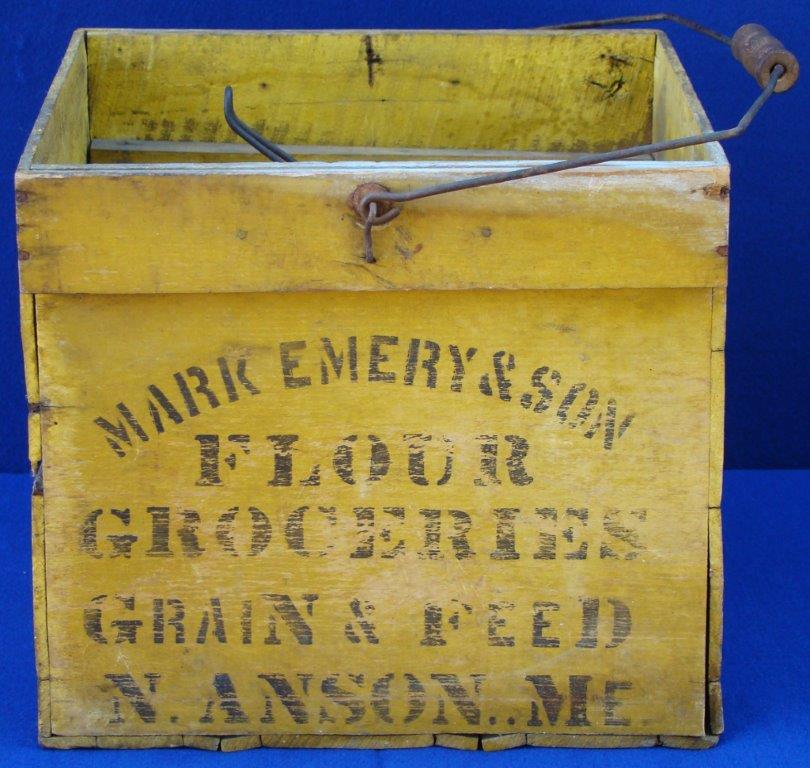 MARK EMERY & SON
FLOUR
GROCERIES
GRAIN & FEED
N. ANSON.. ME